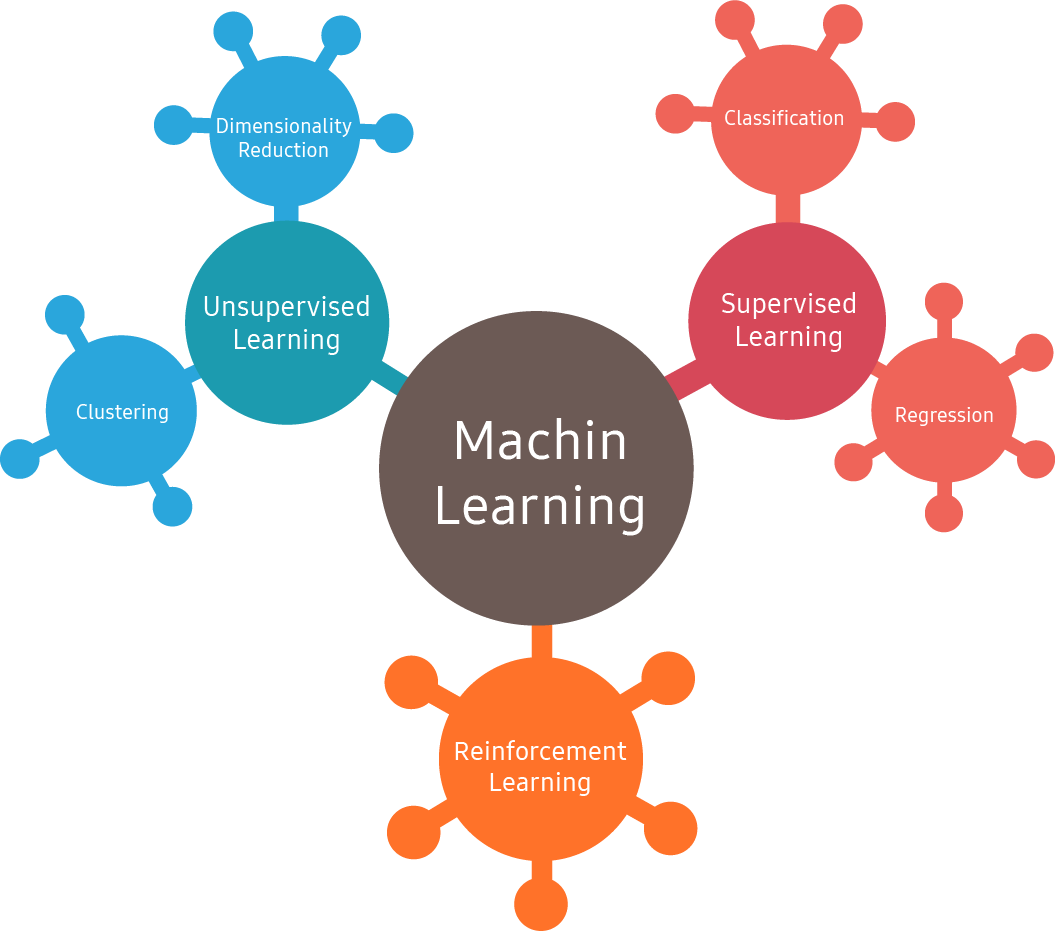 Dimensionality
Reduction
Classification
Unsupervised
Learning
Supervised
Learning
Clustering
Regression
Machin
Learning
Reinforcement
Learning